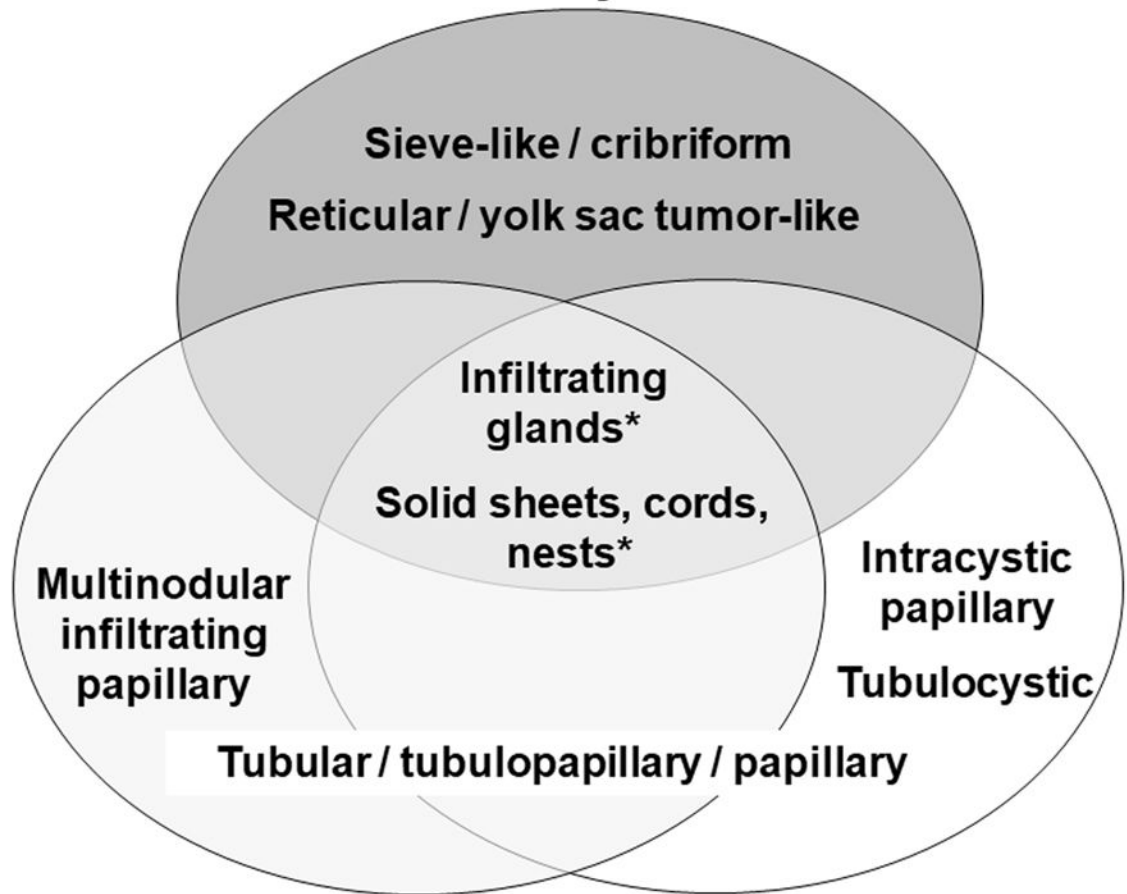 Sieve-like / cribriform
Reticular / yolk sac tumor-like
Infiltrating
glands*
Solid sheets, cords,
nests*
Multinodular
infiltrating
papillary
Intracystic
papillary
Tubulocystic
Tubular / tubulopapillary / papillary